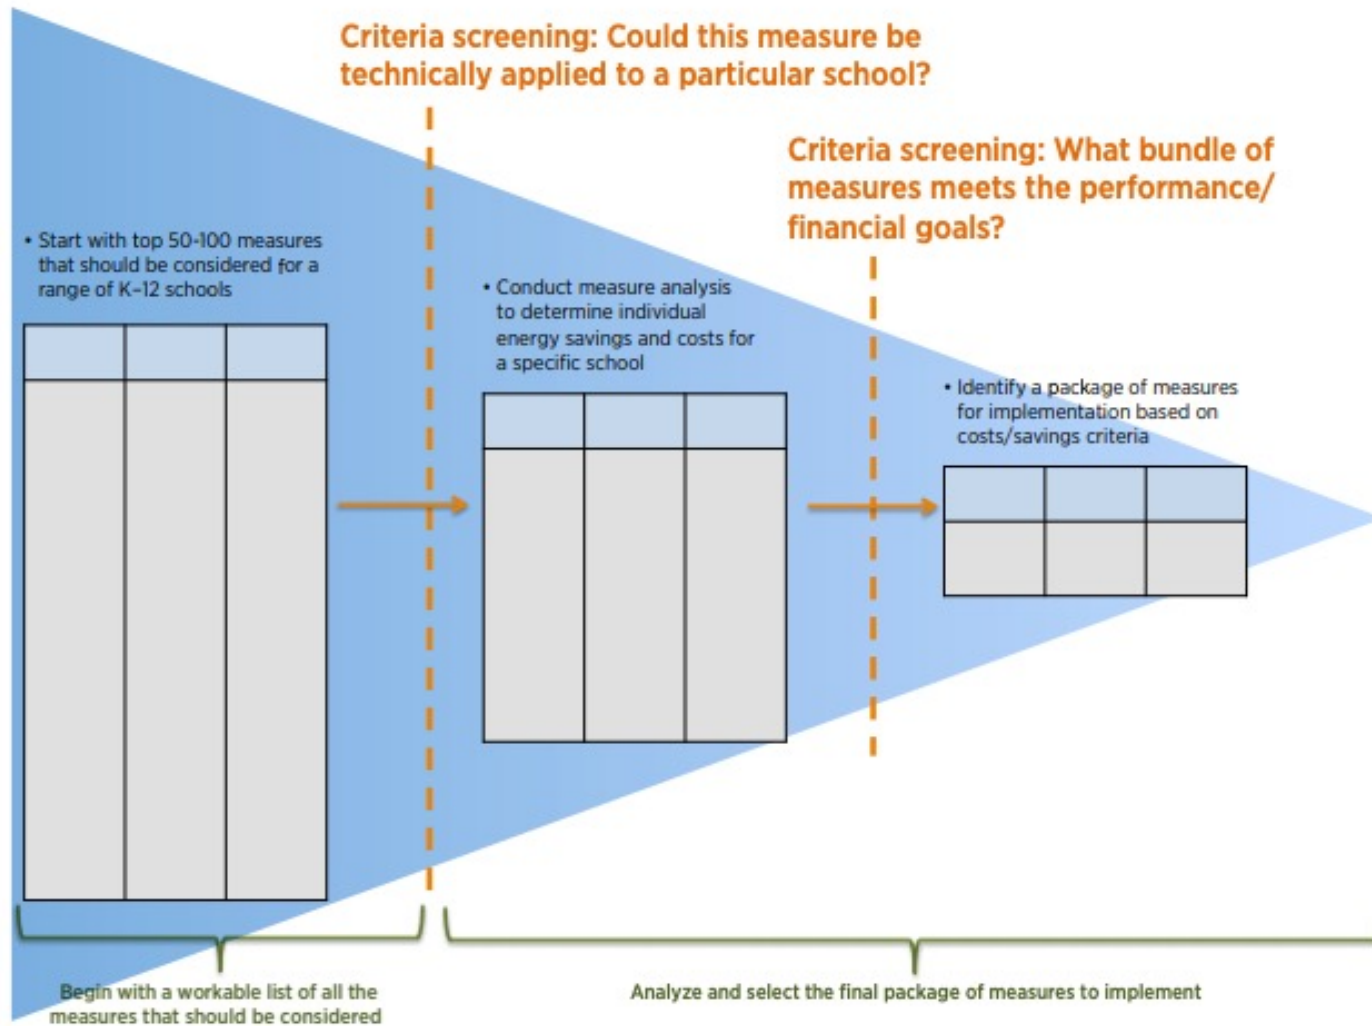 Criteria screening: Could this measure be
technically applied to a particular school?
Criteria screening: What bundle of
measures meets the performance/
financial goals?
• Start with top 50-100 measures
that should be considered for a
range of K–12 schools
• Conduct measure analysis
to determine individual
energy savings and costs for
a specific school
• Identify a package of measures
for implementation based on
costs/savings criteria
Begin with a workable list of all the
measures that should be considered
Analyze and select the final package of measures to implement